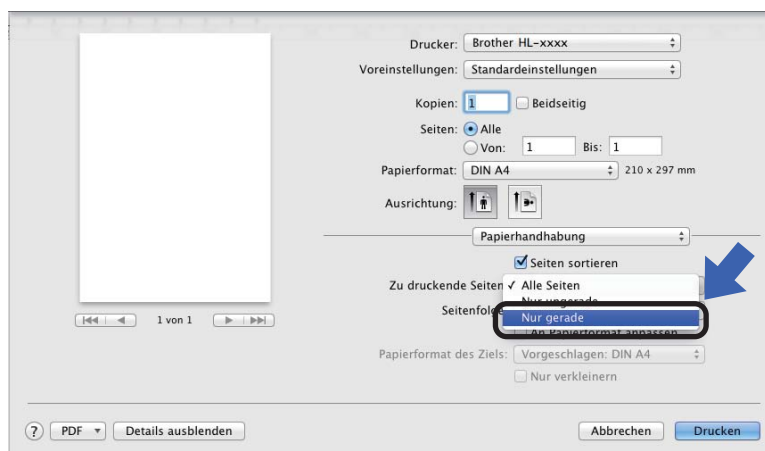 Drucker: Brother HL-xxxx
Voreinstellungen: Standardeinstellungen
Kopien: 1 Beidseitig
Seiten: Alle
Von: 1 Bis: 1
Papierformat: DIN A4 210 x 297 mm
Ausrichtung:
Papierhandhabung
Seiten sortieren
Zu druckende Seiten ✓ Alle Seiten
Nur ungerade
Seitenfolge
Nur gerade
An Papierformat anpassen
1 von 1
Papierformat des Ziels: Vorgeschlagen: DIN A4
Nur verkleinern
? PDF Details ausblenden Abbrechen Drucken